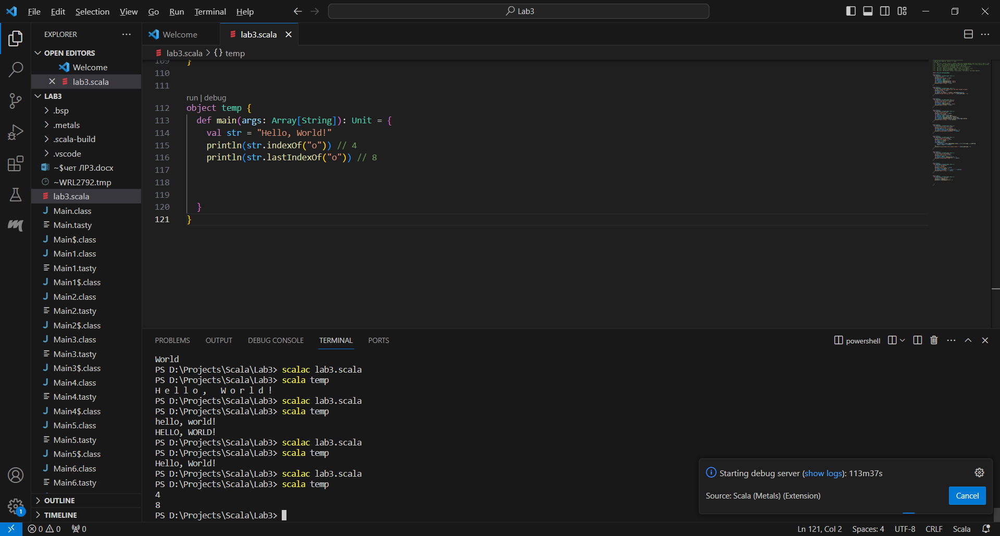 File Edit Selection View Go Run Terminal Help
Lab3
EXPLORER
OPEN EDITORS
Welcome
lab3.scala
LAB3
.bsp
.metals
.scala-build
.vscode
~$чет ЛР3.docx
~WRL2792.tmp
lab3.scala
Main.class
Main.tasty
Main$.class
Main1.class
Main1.tasty
Main1$.class
Main2.class
Main2.tasty
Main2$.class
Main3.class
Main3.tasty
Main3$.class
Main4.class
Main4.tasty
Main4$.class
Main5.class
Main5.tasty
Main5$.class
Main6.class
Main6.tasty
OUTLINE
TIMELINE
Welcome lab3.scala
lab3.scala > {} temp
109 }
110
111
run | debug
112 object temp {
113 def main(args: Array[String]): Unit = {
114 val str = "Hello, World!"
115 println(str.indexOf("o")) // 4
116 println(str.lastIndexOf("o")) // 8
117
118
119
120 }
121 }
PROBLEMS OUTPUT DEBUG CONSOLE TERMINAL PORTS
powershell
World
PS D:\Projects\Scala\Lab3> scalac lab3.scala
PS D:\Projects\Scala\Lab3> scala temp
H e l l o ,   W o r l d !
PS D:\Projects\Scala\Lab3> scalac lab3.scala
PS D:\Projects\Scala\Lab3> scala temp
hello, world!
HELLO, WORLD!
PS D:\Projects\Scala\Lab3> scalac lab3.scala
PS D:\Projects\Scala\Lab3> scala temp
Hello, World!
PS D:\Projects\Scala\Lab3> scalac lab3.scala
PS D:\Projects\Scala\Lab3> scala temp
4
8
PS D:\Projects\Scala\Lab3>
Starting debug server (show logs): 113m37s
Source: Scala (Metals) (Extension)
Cancel
1
0 0 0
Ln 121, Col 2 Spaces: 4 UTF-8 CRLF Scala